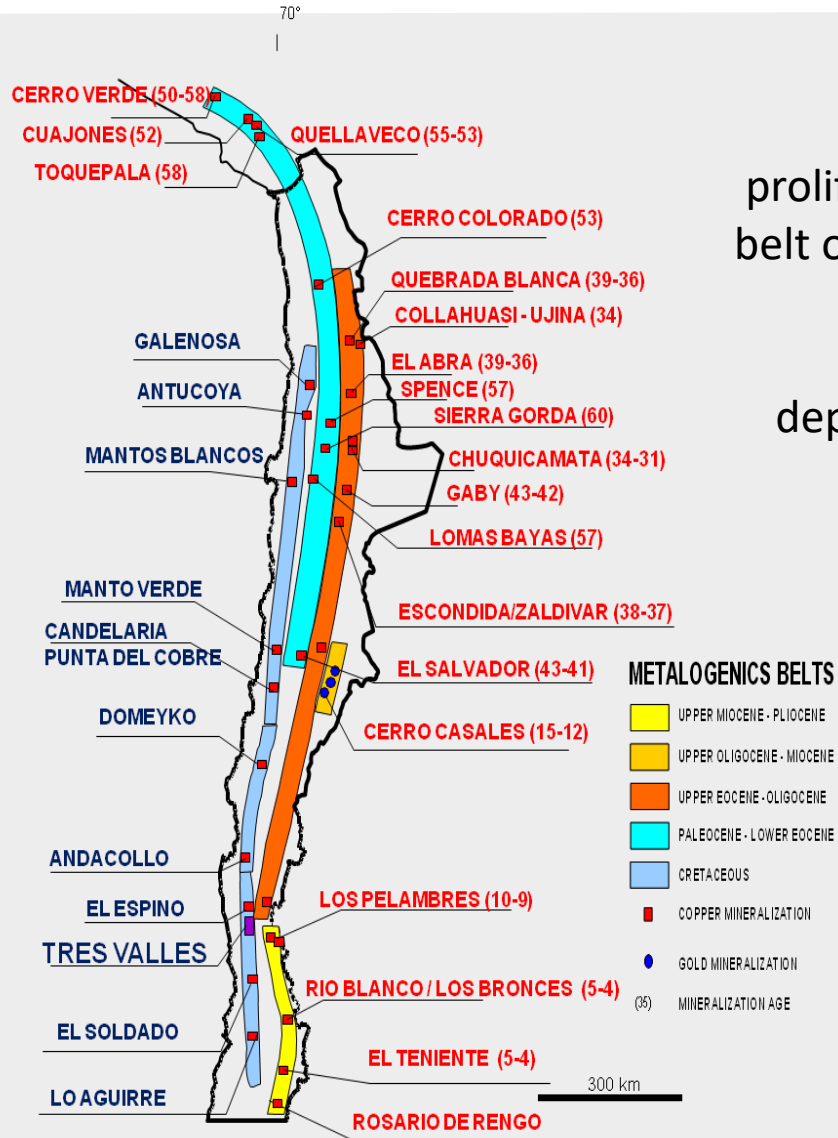 70°
CERRO VERDE (50-58)
CUAJONES (52)
QUELLAVECO (55-53)
TOQUEPALA (58)
CERRO COLORADO (53)
QUEBRADA BLANCA (39-36)
COLLAHUASI - UJINA (34)
GALENOSA
EL ABRA (39-36)
ANTUCOYA
SPENCE (57)
SIERRA GORDA (60)
MANTOS BLANCOS
CHUQUICAMATA (34-31)
GABY (43-42)
LOMAS BAYAS (57)
MANTO VERDE
ESCONDIDA/ZALDIVAR (38-37)
CANDELARIA
PUNTA DEL COBRE
EL SALVADOR (43-41)
DOMEYKO
CERRO CASALES (15-12)
ANDACOLLO
EL ESPINO
LOS PELAMBRES (10-9)
TRES VALLES
RIO BLANCO / LOS BRONCES (5-4)
EL SOLDADO
EL TENIENTE (5-4)
LO AGUIRRE
ROSARIO DE RENGO
300 km
METALOGENICS BELTS
UPPER MIOCENE - PLIOCENE
UPPER OLIGOCENE - MIOCENE
UPPER EOCENE - OLIGOCENE
PALEOCENE - LOWER EOCENE
CRETACEOUS
COPPER MINERALIZATION
GOLD MINERALIZATION
(35) MINERALIZATION AGE
belt
dep